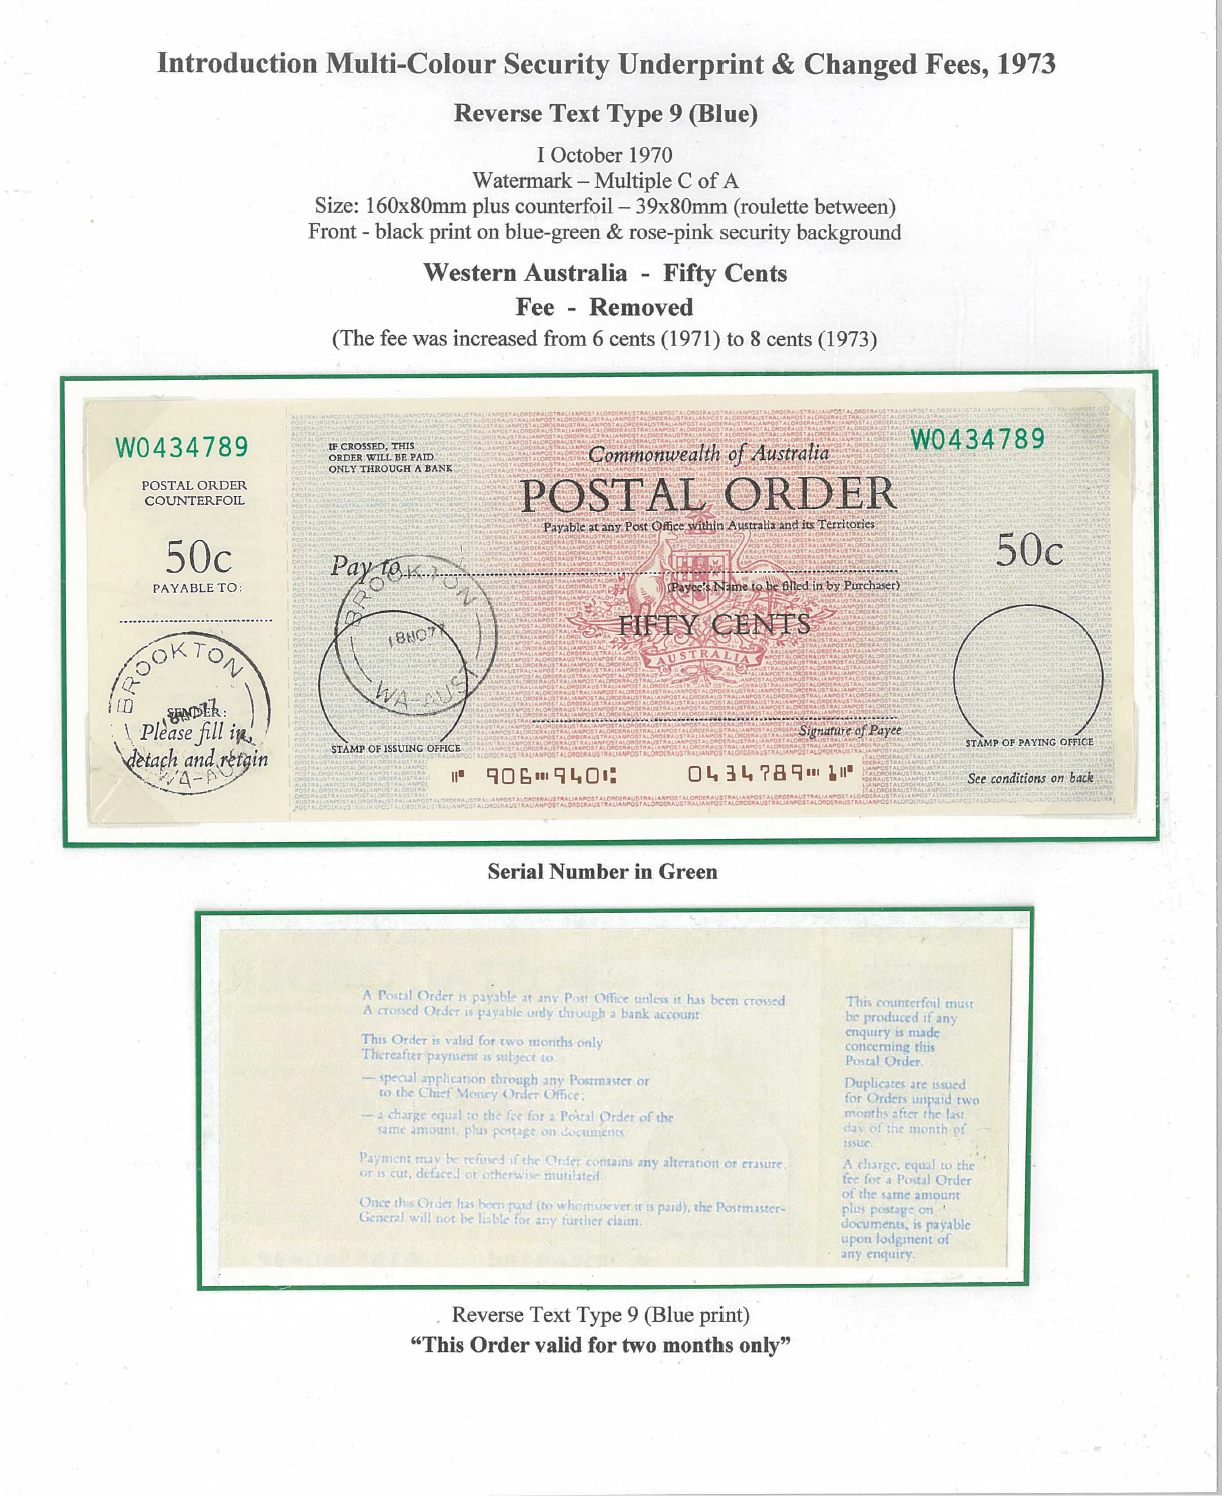 Introduction Multi-Colour Security Underprint & Changed Fees, 1973
Reverse Text Type 9 (Blue)
I October 1970
Watermark – Multiple C of A
Size: 160x80mm plus counterfoil – 39x80mm (roulette between)
Front - black print on blue-green & rose-pink security background
Western Australia - Fifty Cents
Fee - Removed
(The fee was increased from 6 cents (1971) to 8 cents (1973)
W0434789
POSTAL ORDER
COUNTERFOIL
50c
PAYABLE TO:
BROOKTON
18NO77
WA-AUST
SENDER:
Please fill in,
detach and retain
IF CROSSED, THIS
ORDER WILL BE PAID
ONLY THROUGH A BANK
Commonwealth of Australia
W0434789
POSTAL ORDER
Payable at any Post Office within Australia and its Territories
50c
Pay to
(Payee's Name to be filled in by Purchaser)
FIFTY CENTS
AUSTRALIA
BROOKTON
18NO77
WA-AUST
Signature of Payee
STAMP OF ISSUING OFFICE
STAMP OF PAYING OFFICE
⑈ 906⑉940⑆ 0434789⑉ 1⑈
See conditions on back
Serial Number in Green
A Postal Order is payable at any Post Office unless it has been crossed
A crossed Order is payable only through a bank account.
This Order is valid for two months only
Thereafter payment is subject to.
— special application through any Postmaster or
to the Chief Money Order Office;
— a charge equal to the fee for a Postal Order of the
same amount, plus postage on documents
Payment may be refused if the Order contains any alteration or erasure,
or is cut, defaced or otherwise mutilated.
Once this Order has been paid (to whomsoever it is paid), the Postmaster-
General will not be liable for any further claim.
This counterfoil must
be produced if any
enquiry is made
concerning this
Postal Order.
Duplicates are issued
for Orders unpaid two
months after the last
day of the month of
issue.
A charge, equal to the
fee for a Postal Order
of the same amount
plus postage on
documents, is payable
upon lodgment of
any enquiry.
Reverse Text Type 9 (Blue print)
“This Order valid for two months only”